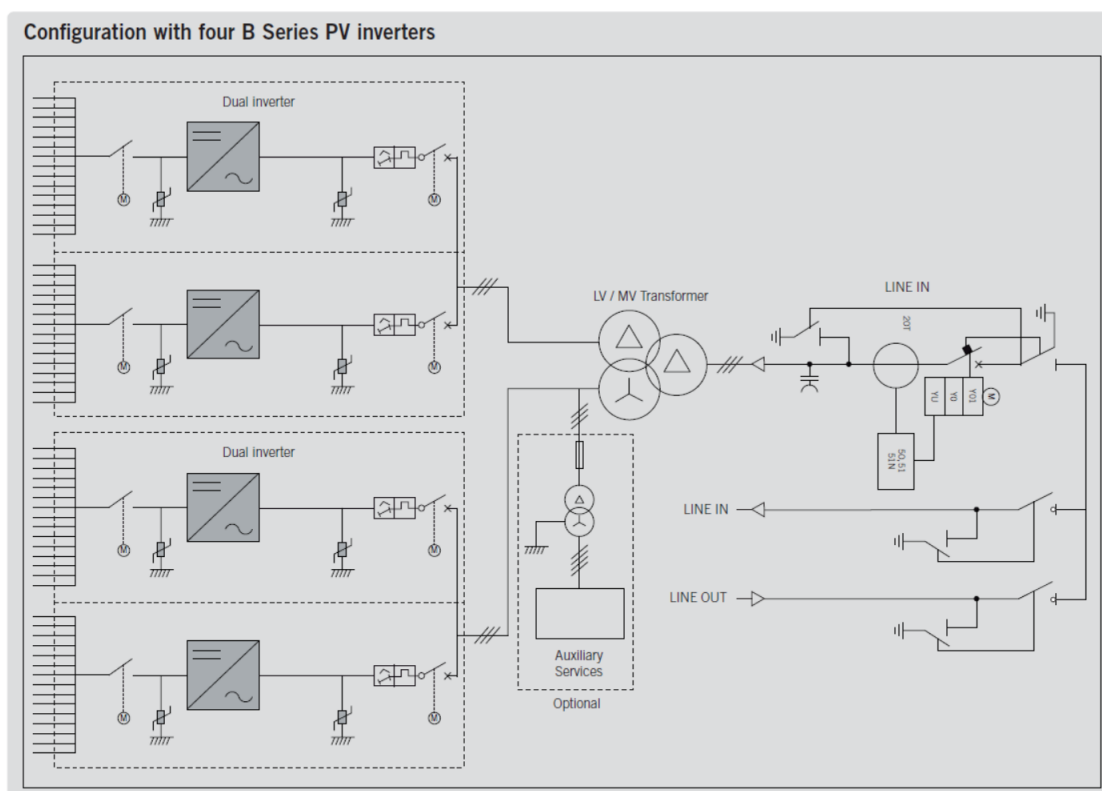 Configuration with four B Series PV inverters
Dual inverter
M
M
M
M
LV / MV Transformer
LINE IN
20T
YU
Y0
Y01
M
50,51
51N
Dual inverter
M
M
LINE IN
LINE OUT
M
M
Auxiliary
Services
Optional